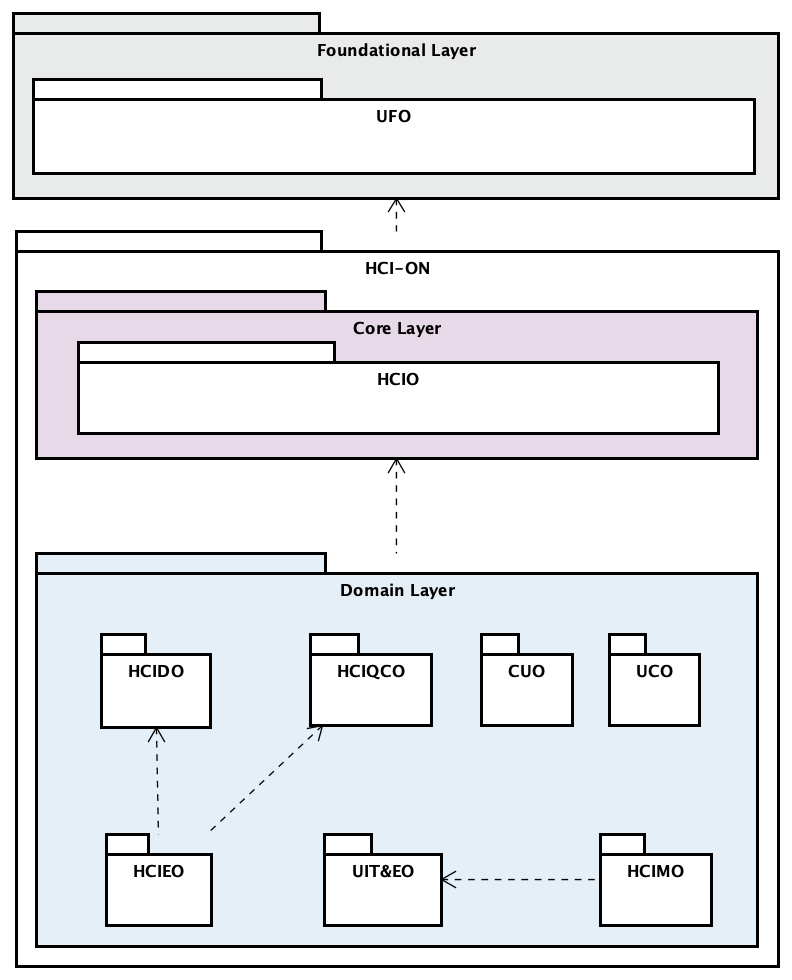 Foundational Layer
UFO
HCI-ON
Core Layer
HCIO
Domain Layer
HCIDO
HCIQCO
CUO
UCO
HCIEO
UIT&EO
HCIMO